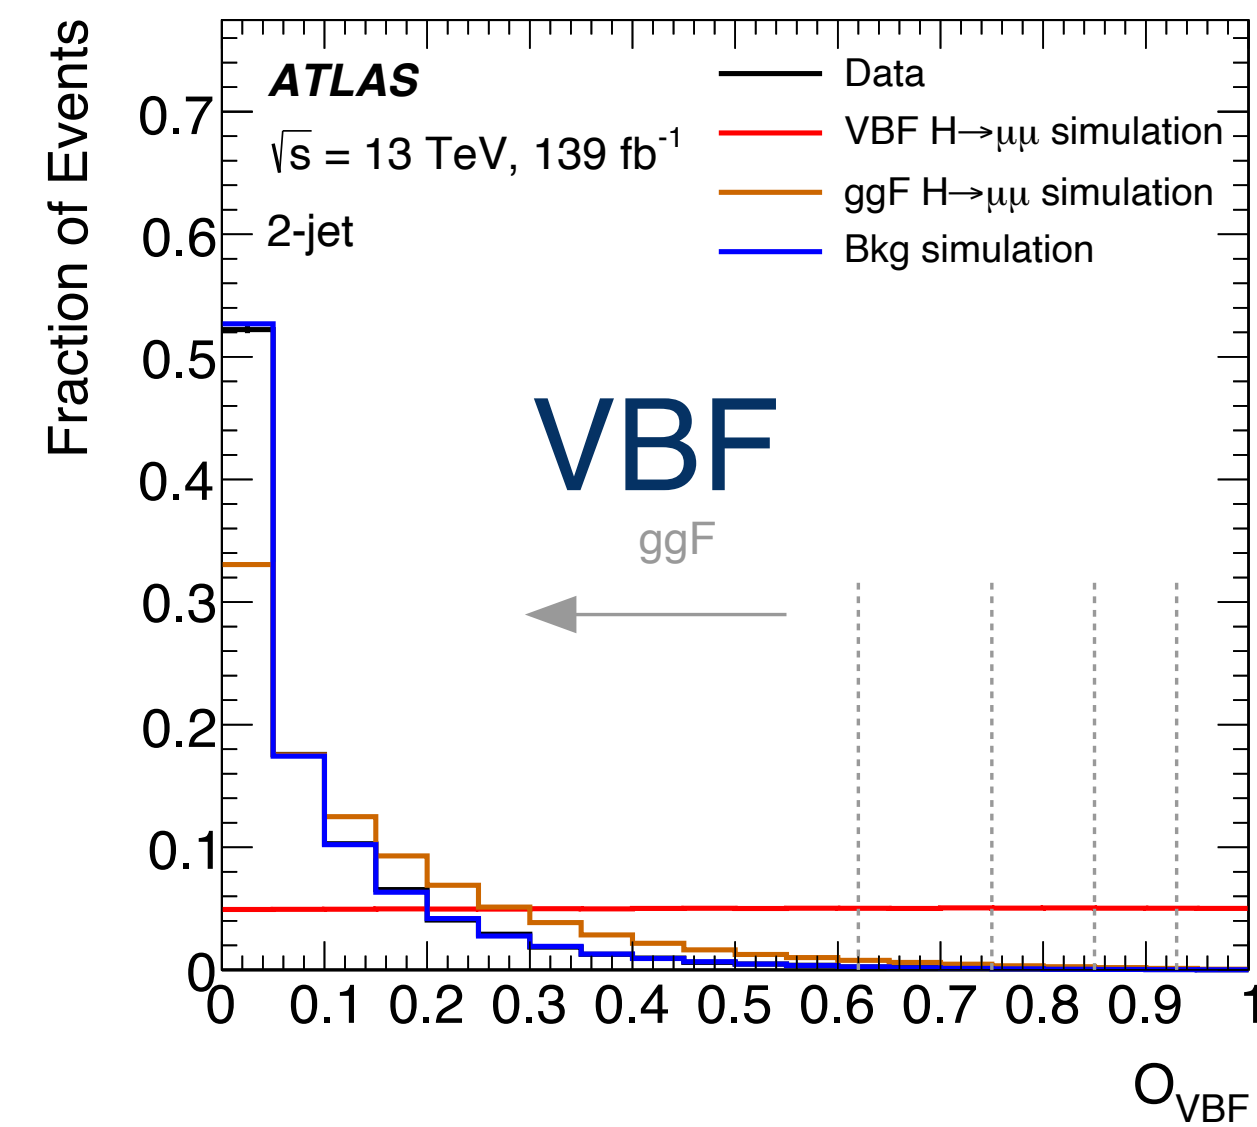 Fraction of Events
ATLAS
√s = 13 TeV, 139 fb⁻¹
2-jet
Data
VBF H→μμ simulation
ggF H→μμ simulation
Bkg simulation
0.7
0.6
0.5
0.4
0.3
0.2
0.1
0
VBF
ggF
0 0.1 0.2 0.3 0.4 0.5 0.6 0.7 0.8 0.9 1
O_VBF